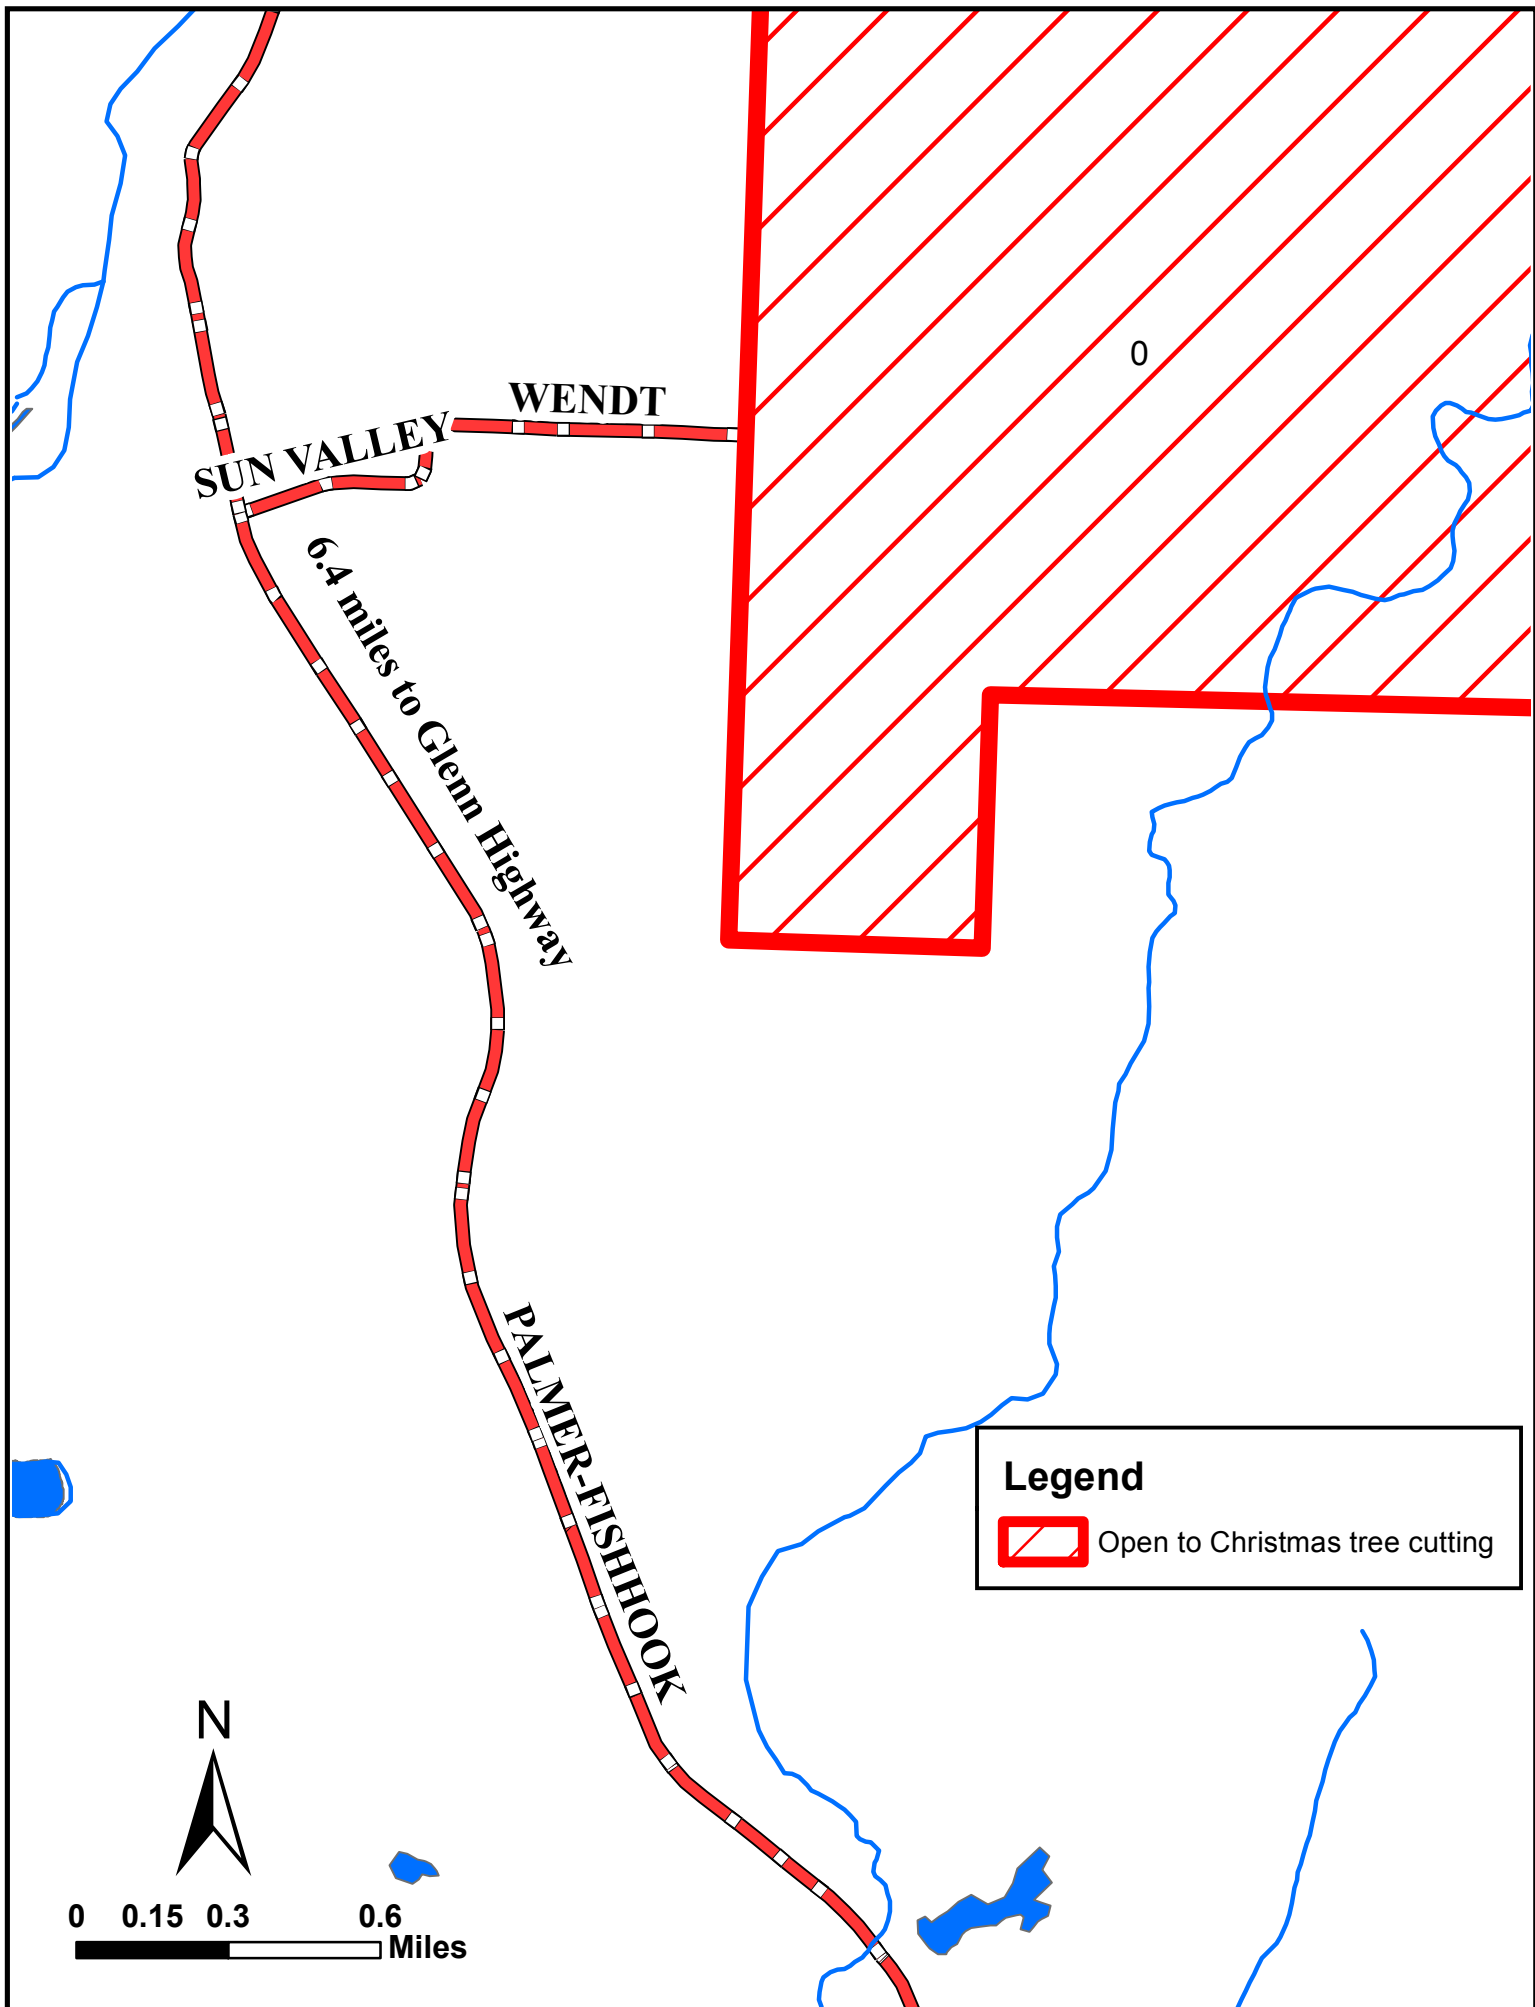 0
WENDT
SUN VALLEY
6.4 miles to Glenn Highway
PALMER-FISHHOOK
Legend
Open to Christmas tree cutting
N
0 0.15 0.3 0.6
Miles